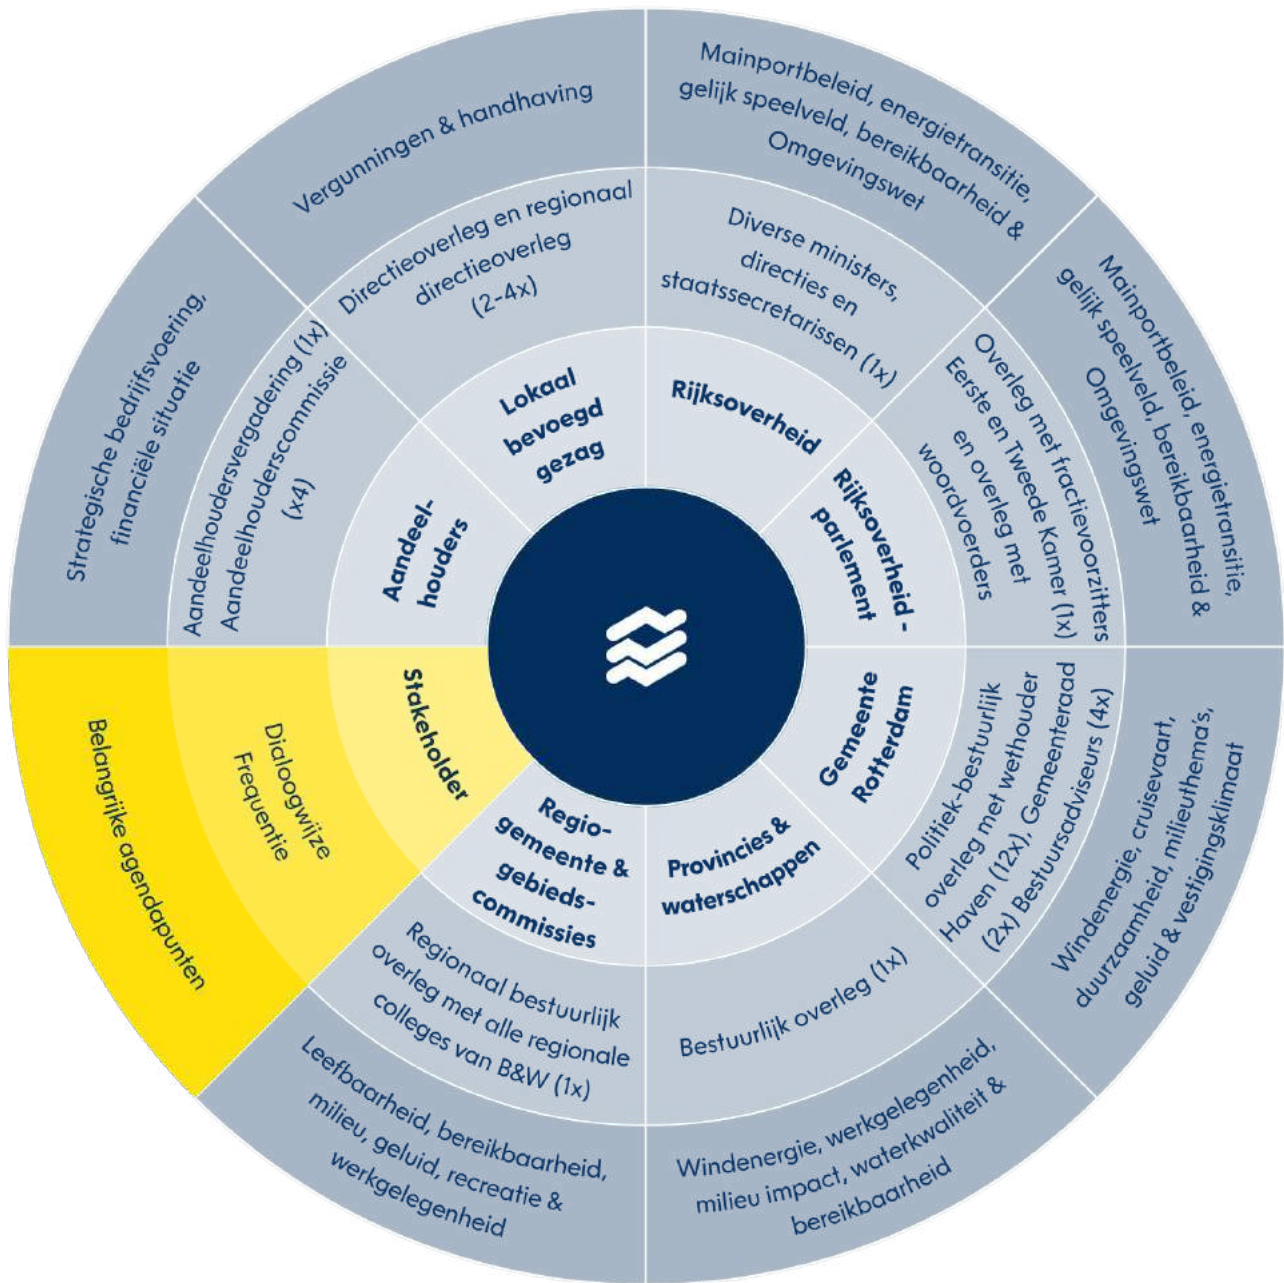 Mainportbeleid, energietransitie,
gelijk speelveld, bereikbaarheid &
Omgevingswet
Diverse ministers,
directies en
staatssecretarissen (1x)
Rijksoverheid
Mainportbeleid, energietransitie,
gelijk speelveld, bereikbaarheid &
Omgevingswet
Overleg met fractievoorzitters
Eerste en Tweede Kamer (1x)
en overleg met
woordvoerders
Rijksoverheid -
parlement
Windenergie, cruisevaart,
duurzaamheid, milieuthema's,
geluid & vestigingsklimaat
Politiek-bestuurlijk
overleg met wethouder
Haven (12x), Gemeenteraad
(2x) Bestuursadviseurs (4x)
Gemeente
Rotterdam
Provincies &
waterschappen
Bestuurlijk overleg (1x)
Windenergie, werkgelegenheid,
milieu impact, waterkwaliteit &
bereikbaarheid
Regio-
gemeente &
gebieds-
commissies
Regionaal bestuurlijk
overleg met alle regionale
colleges van B&W (1x)
Leefbaarheid, bereikbaarheid,
milieu, geluid, recreatie &
werkgelegenheid
Stakeholder
Dialoogwijze
Frequentie
Belangrijke agendapunten
Strategische bedrijfsvoering,
financiële situatie
Aandeelhoudersvergadering (1x)
Aandeelhouderscommissie
(x4)
Aandeel-
houders
Vergunningen & handhaving
Directieoverleg en regionaal
directieoverleg
(2-4x)
Lokaal
bevoegd
gezag